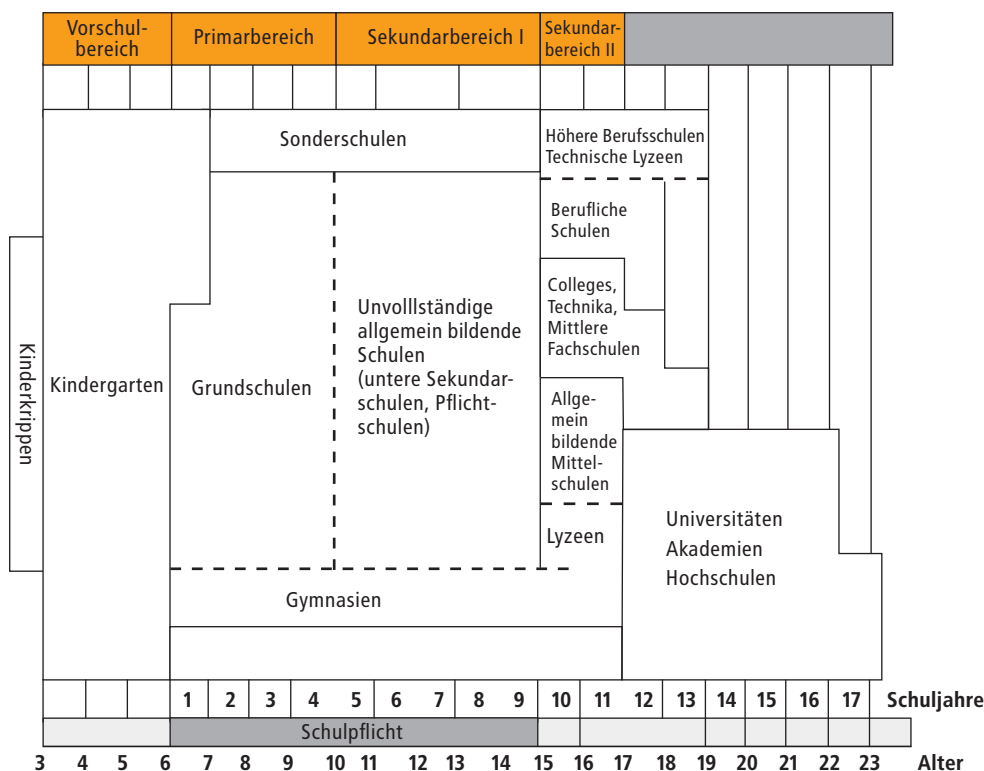 Vorschul-
bereich
Primarbereich
Sekundarbereich I
Sekundar-
bereich II
Sonderschulen
Höhere Berufsschulen
Technische Lyzeen
Berufliche
Schulen
Colleges,
Technika,
Mittlere
Fachschulen
Unvolllständige
allgemein bildende
Schulen
(untere Sekundar-
schulen, Pflicht-
schulen)
Kinderkrippen
Kindergarten
Grundschulen
Allge-
mein
bildende
Mittel-
schulen
Lyzeen
Universitäten
Akademien
Hochschulen
Gymnasien
1 2 3 4 5 6 7 8 9 10 11 12 13 14 15 16 17 Schuljahre
Schulpflicht
3 4 5 6 7 8 9 10 11 12 13 14 15 16 17 18 19 20 21 22 23 Alter